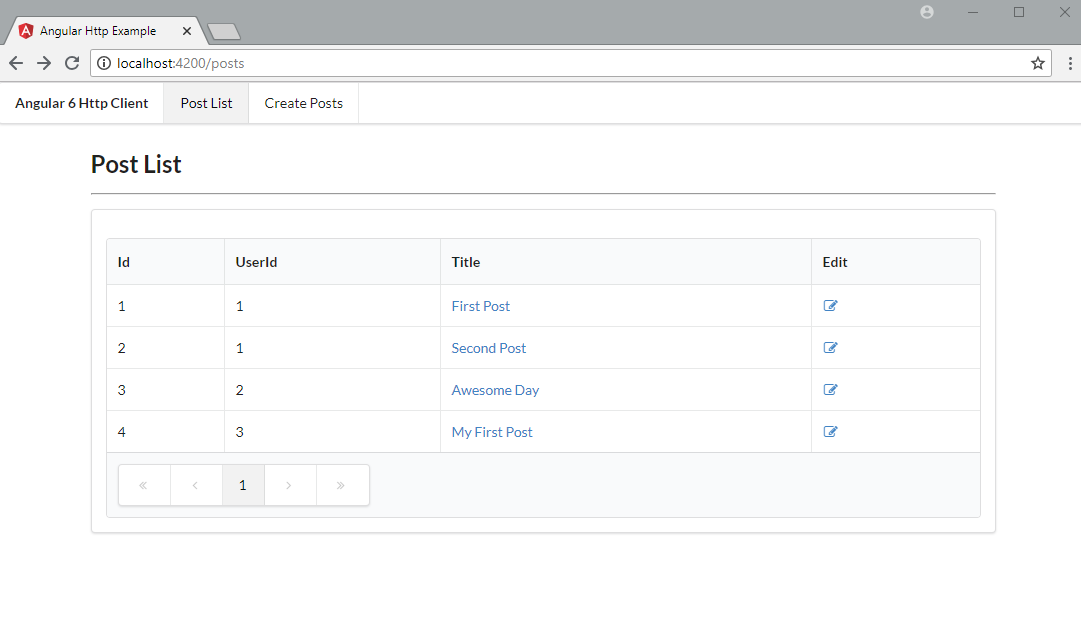 Angular Http Example
localhost:4200/posts
Angular 6 Http Client Post List Create Posts
Post List
Id UserId Title Edit
1 1 First Post
2 1 Second Post
3 2 Awesome Day
4 3 My First Post
« ‹ 1 › »